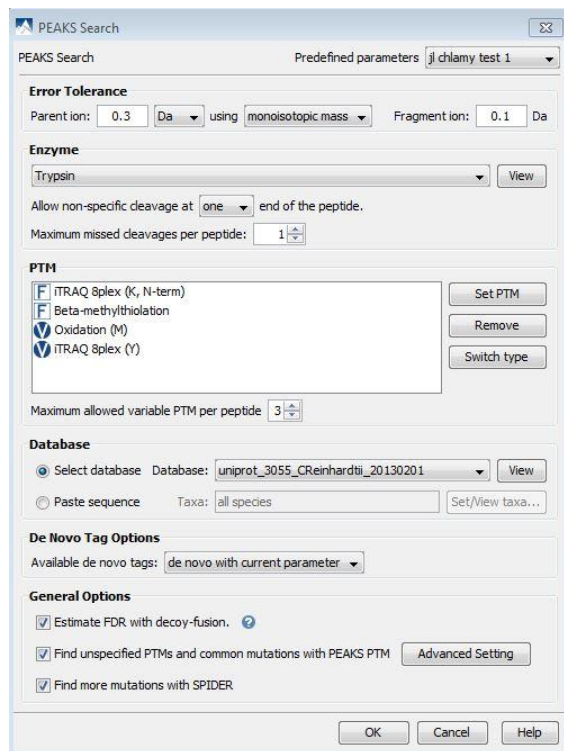 PEAKS Search
PEAKS Search Predefined parameters jl chlamy test 1
Error Tolerance
Parent ion: 0.3 Da using monoisotopic mass Fragment ion: 0.1 Da
Enzyme
Trypsin View
Allow non-specific cleavage at one end of the peptide.
Maximum missed cleavages per peptide: 1
PTM
F iTRAQ 8plex (K, N-term) Set PTM
F Beta-methylthiolation
V Oxidation (M) Remove
V iTRAQ 8plex (Y)
Switch type
Maximum allowed variable PTM per peptide 3
Database
Select database Database: uniprot_3055_CReinhardtii_20130201 View
Paste sequence Taxa: all species Set/View taxa...
De Novo Tag Options
Available de novo tags: de novo with current parameter
General Options
Estimate FDR with decoy-fusion. ?
Find unspecified PTMs and common mutations with PEAKS PTM Advanced Setting
Find more mutations with SPIDER
OK Cancel Help